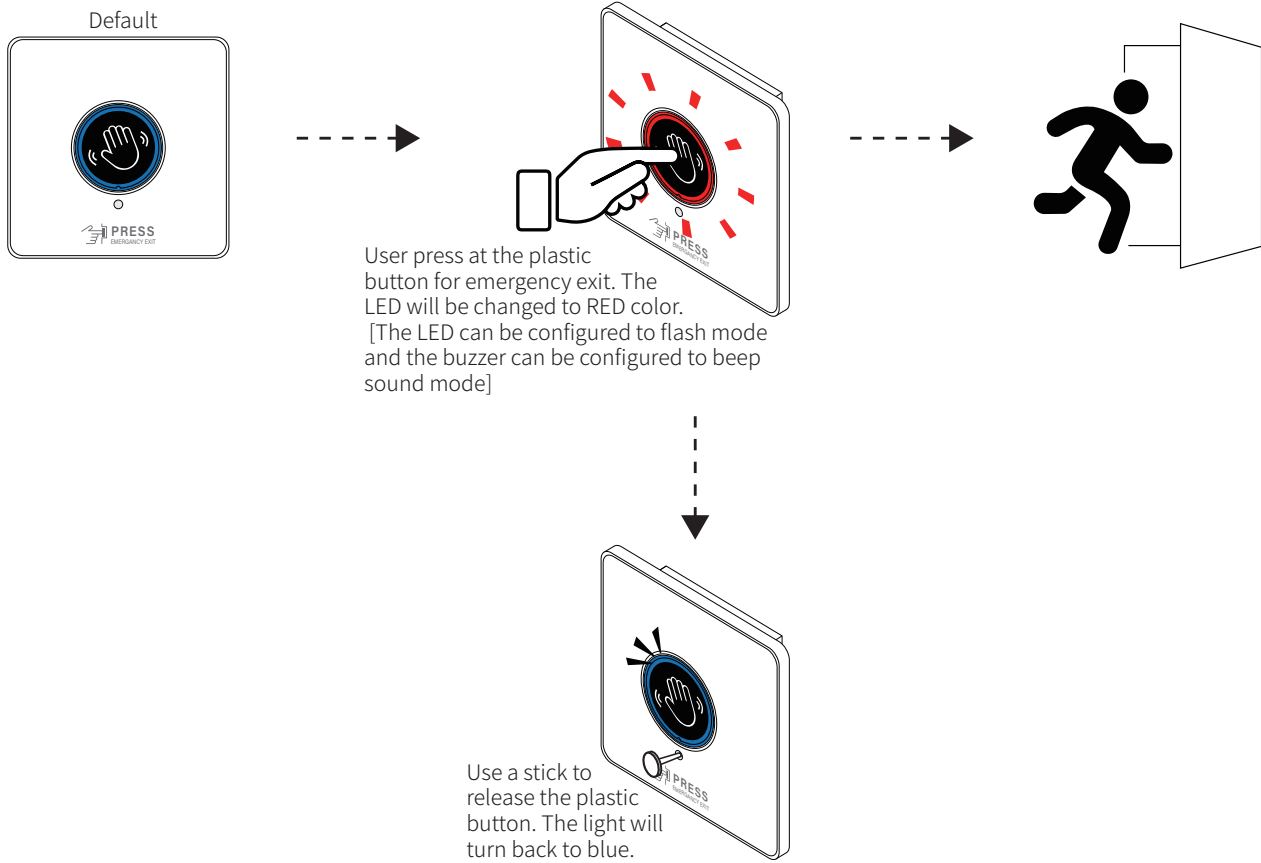 Default
PRESS
EMERGANCY EXIT
PRESS
EMERGANCY EXIT
User press at the plastic
button for emergency exit. The
LED will be changed to RED color.
[The LED can be configured to flash mode
and the buzzer can be configured to beep
sound mode]
PRESS
EMERGANCY EXIT
Use a stick to
release the plastic
button. The light will
turn back to blue.